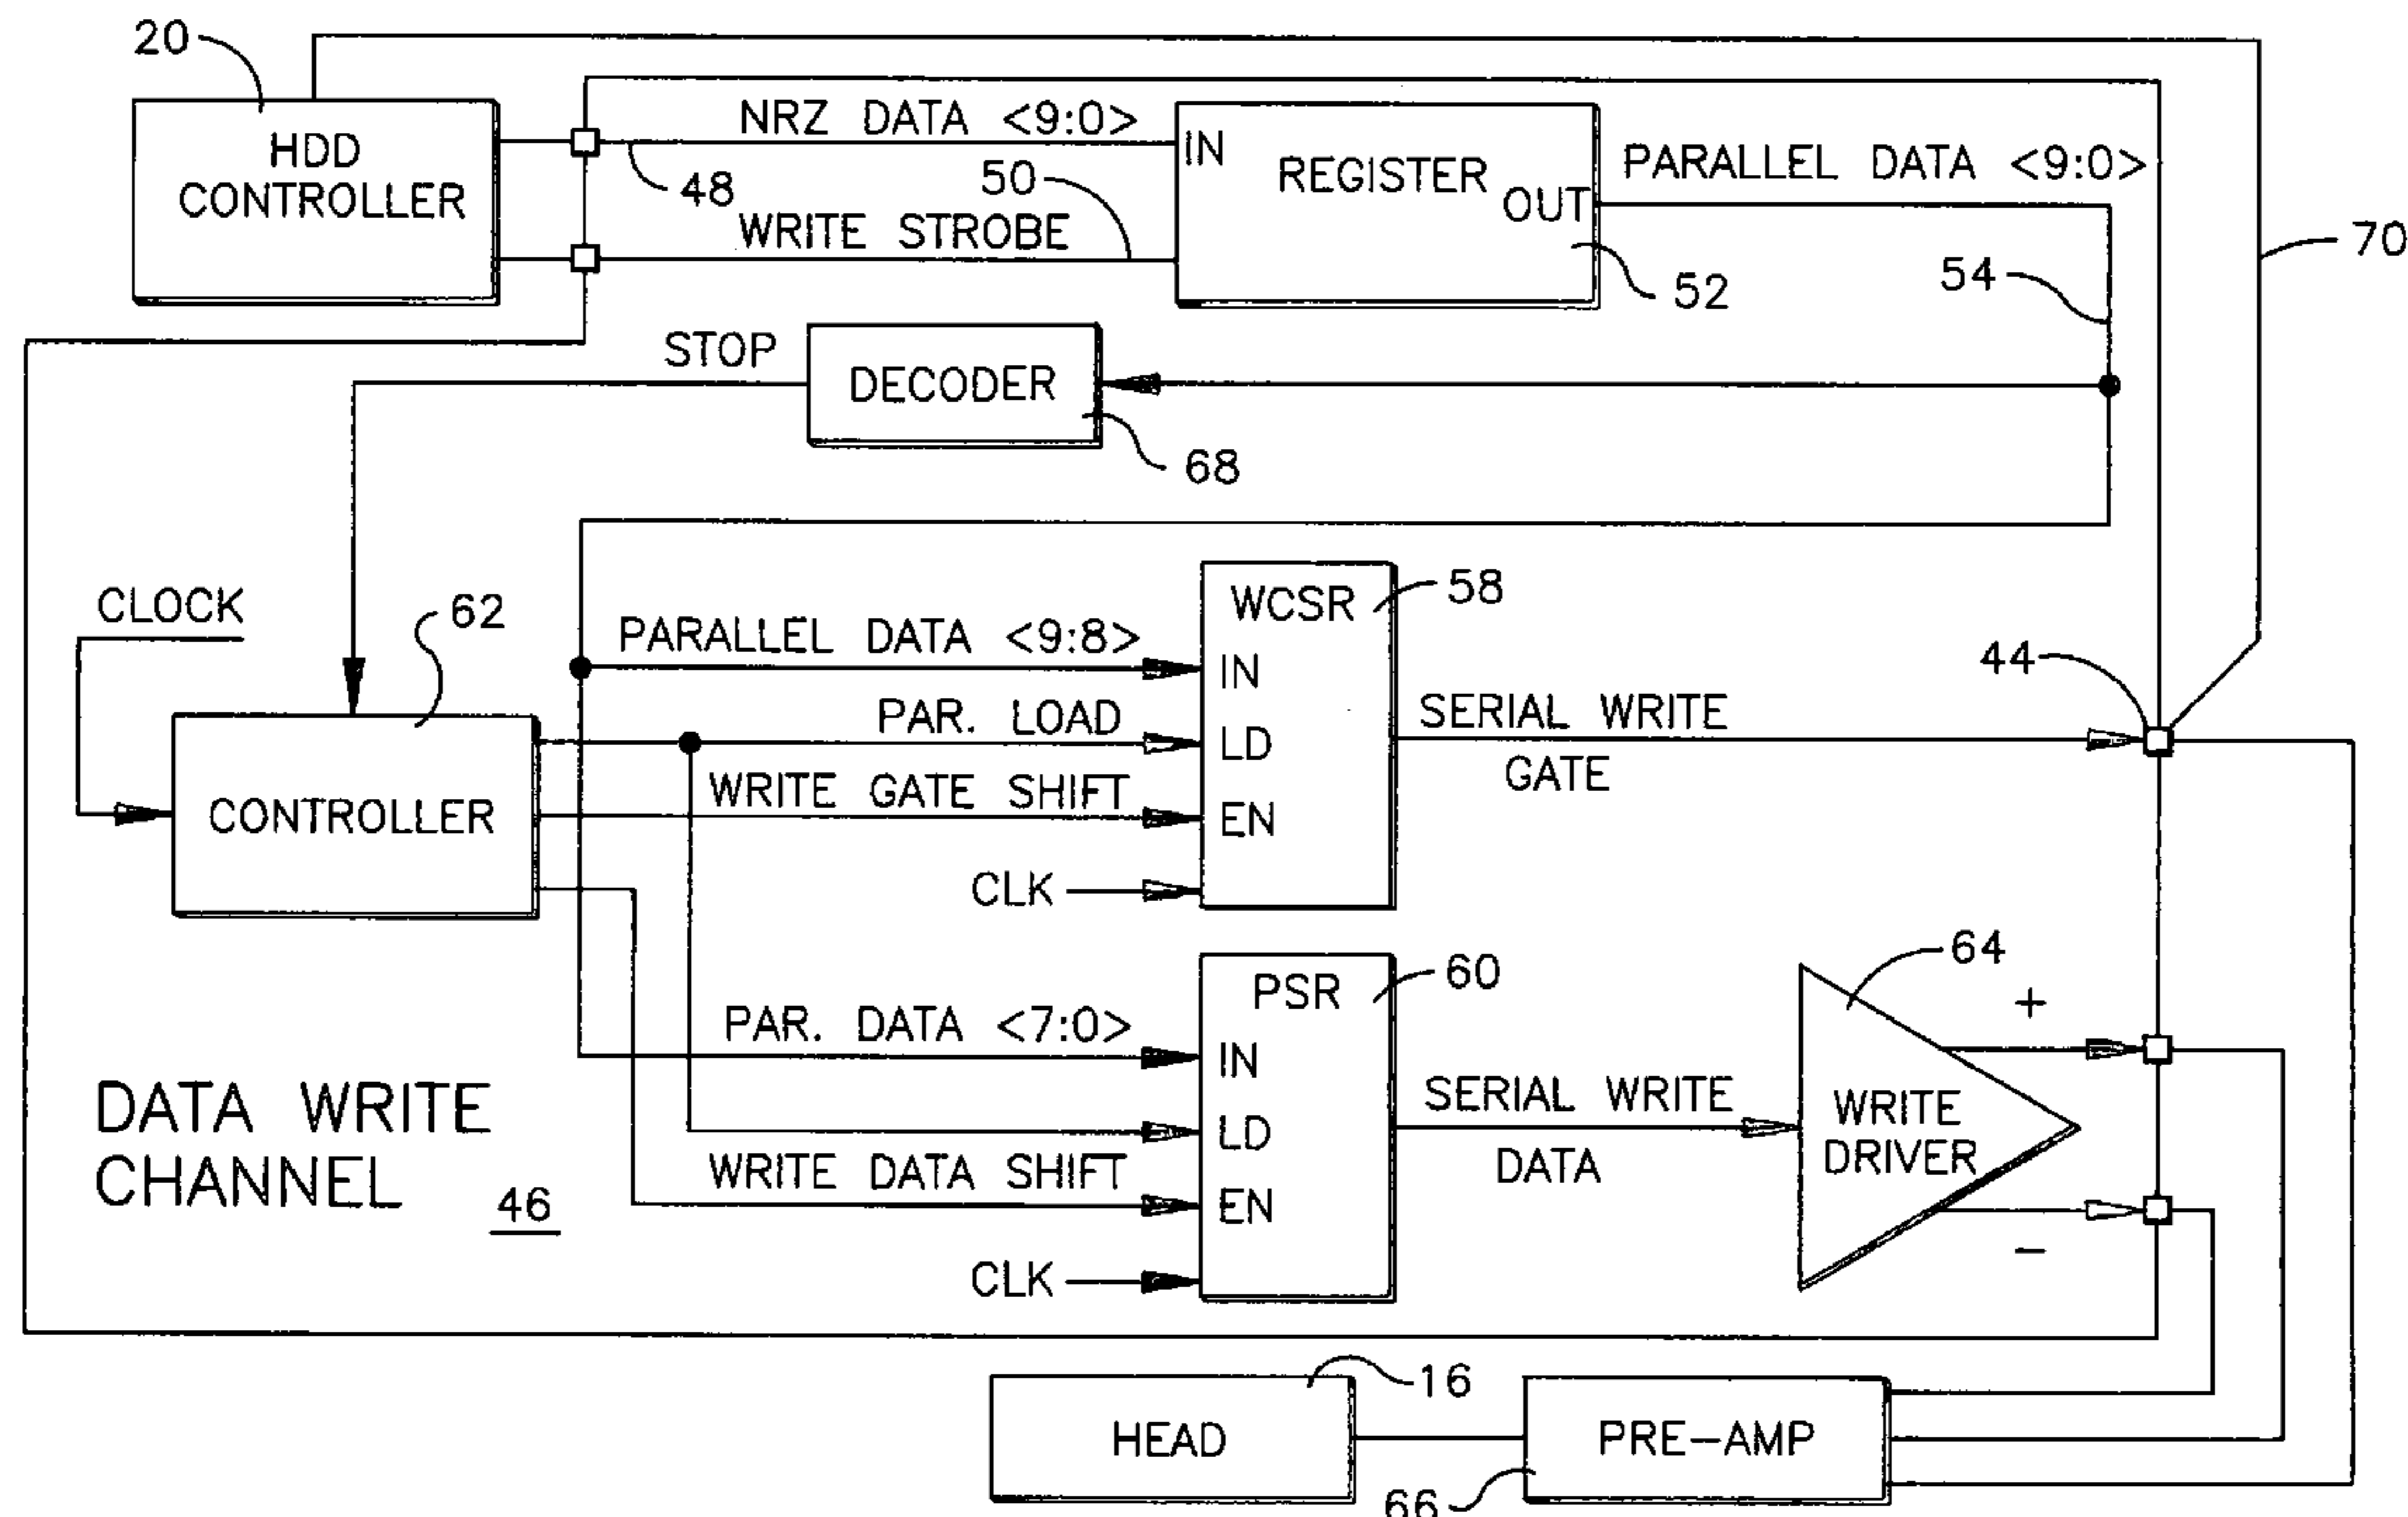 20
HDD
CONTROLLER
NRZ DATA <9:0>
48
50
WRITE STROBE
IN
REGISTER
OUT
52
PARALLEL DATA <9:0>
54
70
STOP
DECODER
68
CLOCK
62
CONTROLLER
PARALLEL DATA <9:8>
PAR. LOAD
WRITE GATE SHIFT
CLK
WCSR
58
IN
LD
EN
SERIAL WRITE
GATE
44
PAR. DATA <7:0>
WRITE DATA SHIFT
CLK
PSR
60
IN
LD
EN
SERIAL WRITE
DATA
64
WRITE
DRIVER
+
−
DATA WRITE
CHANNEL
46
HEAD
16
PRE−AMP
66